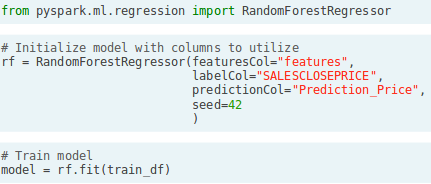 from pyspark.ml.regression import RandomForestRegressor
# Initialize model with columns to utilize
rf = RandomForestRegressor(featuresCol="features",
labelCol="SALESCLOSEPRICE",
predictionCol="Prediction_Price",
seed=42
)
# Train model
model = rf.fit(train_df)